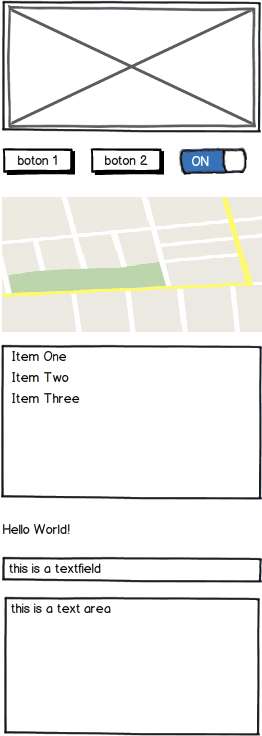 boton 1 boton 2 ON
Item One
Item Two
Item Three
Hello World!
this is a textfield
this is a text area